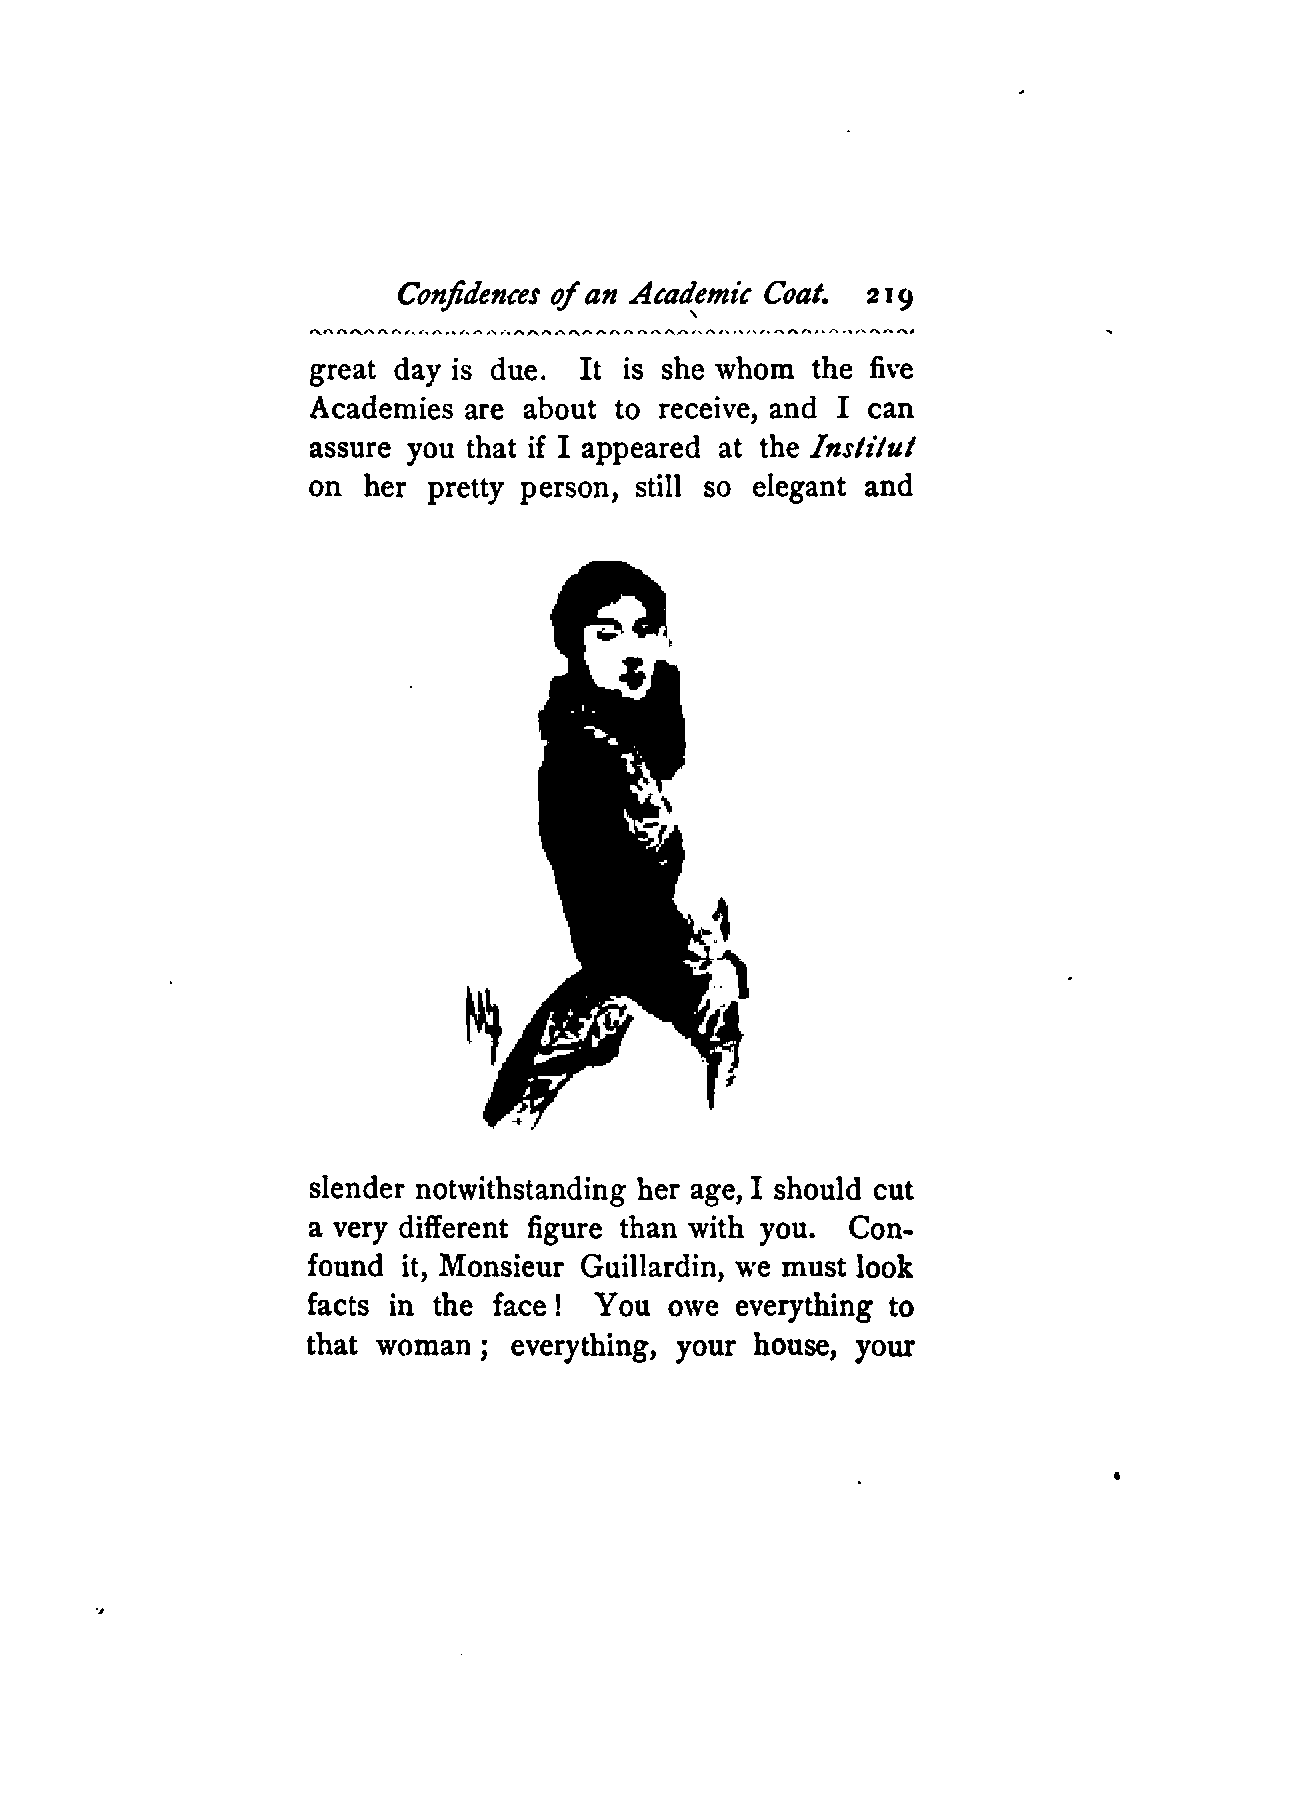 Confidences of an Academic Coat. 219
great day is due. It is she whom the five
Academies are about to receive, and I can
assure you that if I appeared at the Institut
on her pretty person, still so elegant and
slender notwithstanding her age, I should cut
a very different figure than with you. Con-
found it, Monsieur Guillardin, we must look
facts in the face! You owe everything to
that woman; everything, your house, your